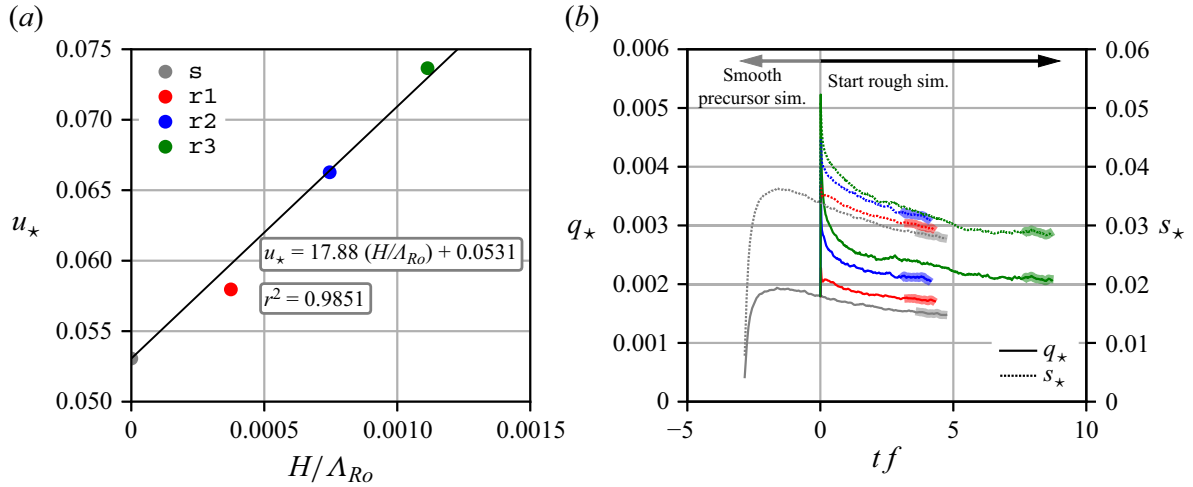 (a)
0.075
0.070
0.065
0.060
0.055
0.050
u⋆
s
r1
r2
r3
u⋆ = 17.88 (H/Λ_Ro) + 0.0531
r² = 0.9851
0
0.0005
0.0010
0.0015
H/Λ_Ro
(b)
0.006
0.005
0.004
0.003
0.002
0.001
0
q⋆
Smooth
precursor sim.
Start rough sim.
q⋆
s⋆
0.06
0.05
0.04
0.03
0.02
0.01
0
s⋆
−5
0
5
10
tf